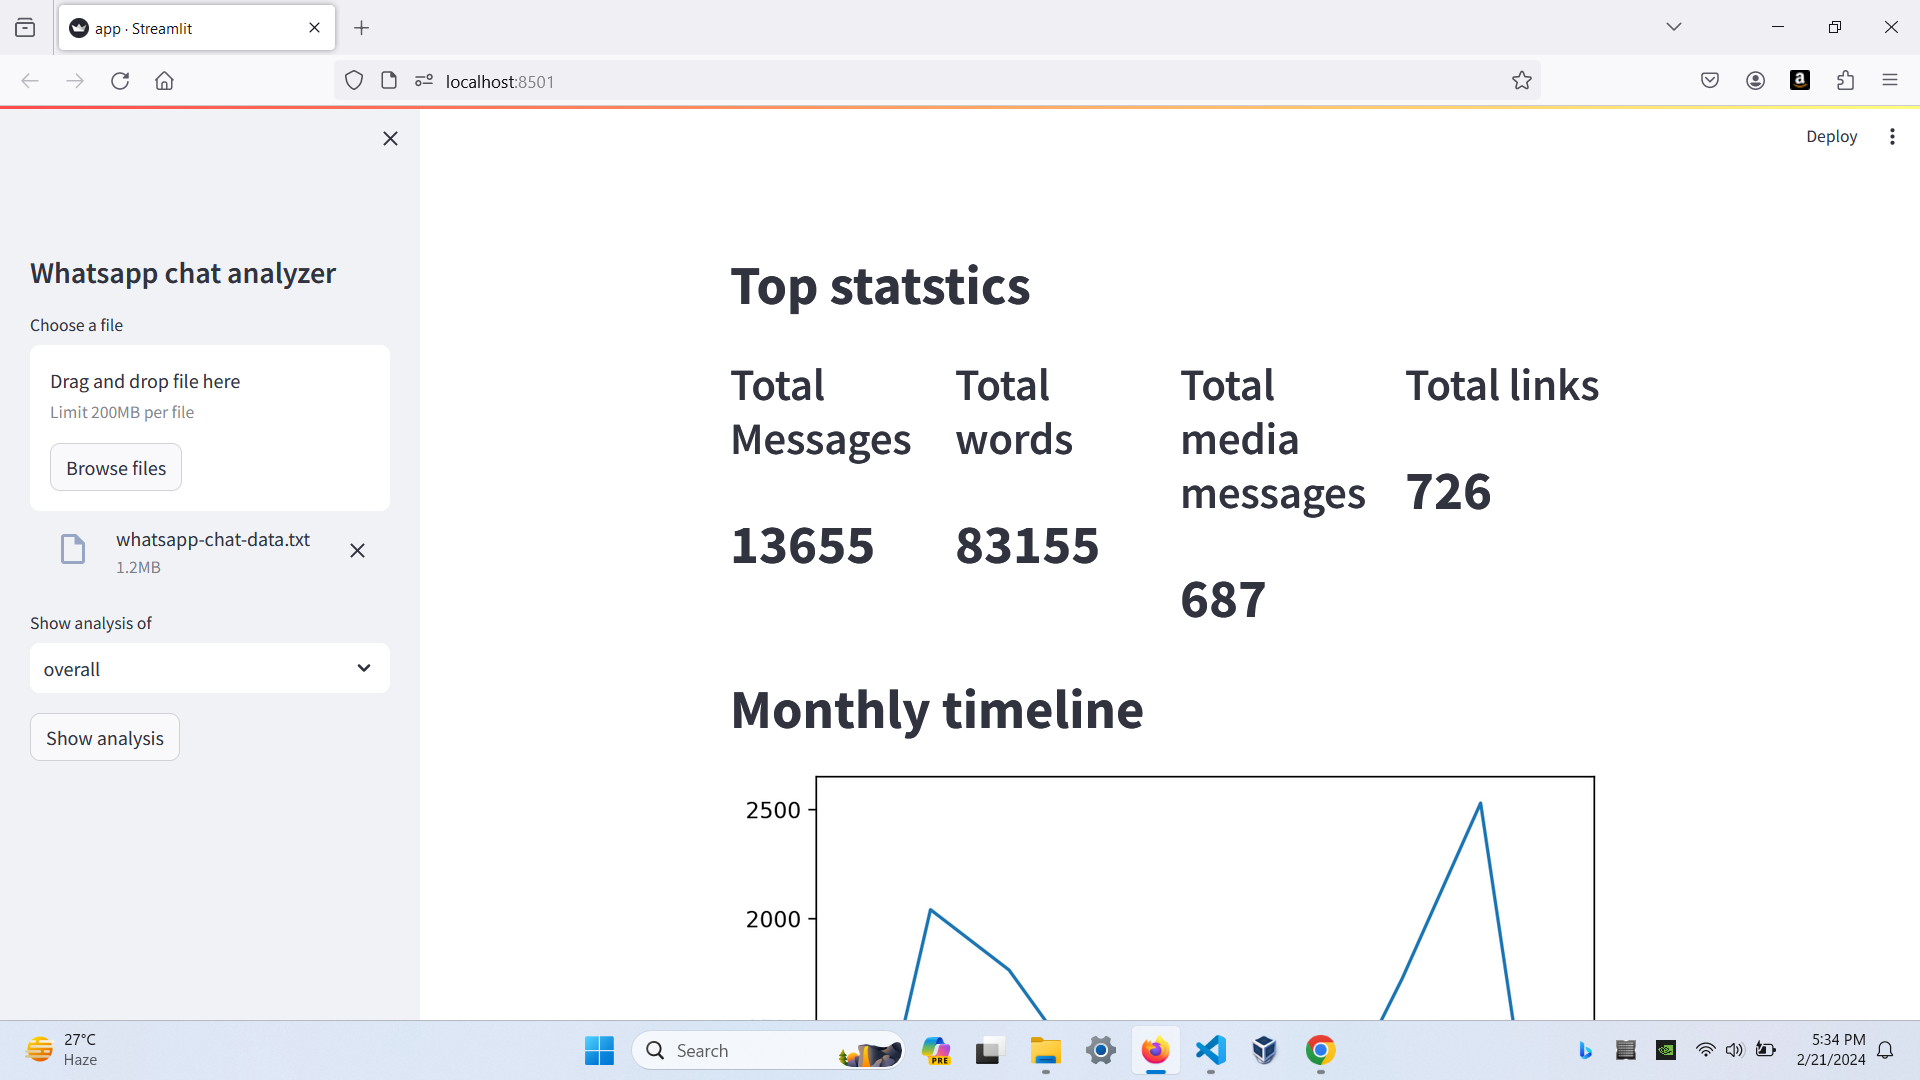 app · Streamlit
localhost:8501
Deploy
Whatsapp chat analyzer
Choose a file
Drag and drop file here
Limit 200MB per file
Browse files
whatsapp-chat-data.txt
1.2MB
Show analysis of
overall
Show analysis
Top statstics
Total
Messages
13655
Total
words
83155
Total
media
messages
687
Total links
726
Monthly timeline
2500
2000
27°C
Haze
Search
PRE
5:34 PM
2/21/2024